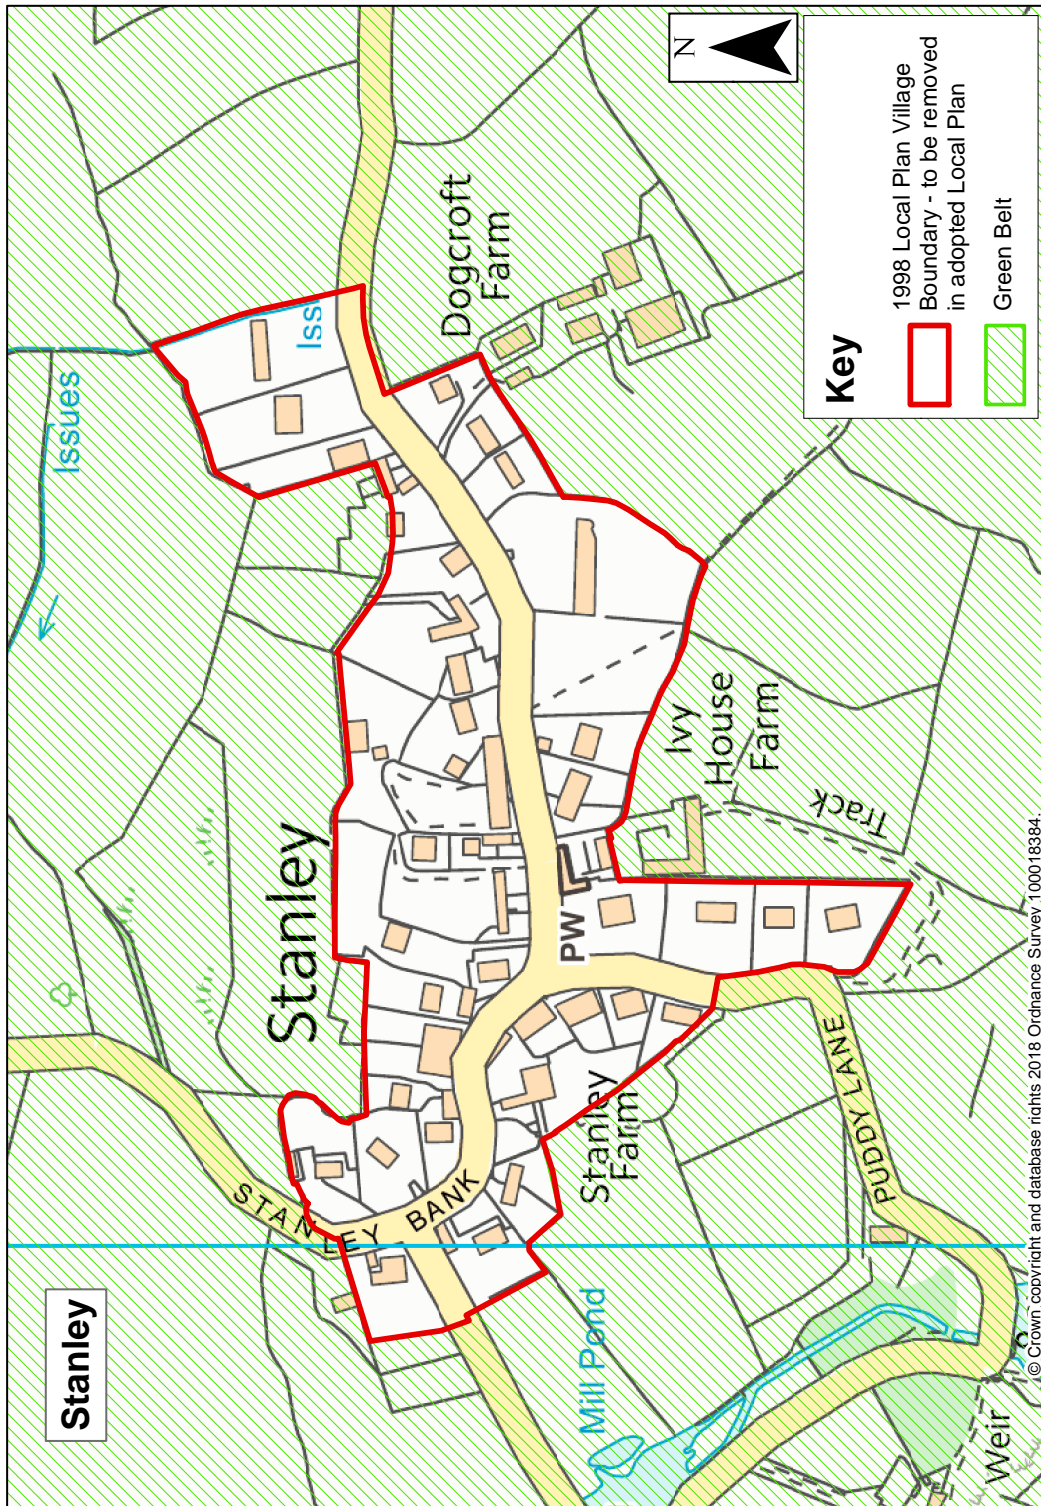 Stanley
Issues
Iss
Stanley
Dogcroft
Farm
STANLEY BANK
PW
Ivy
House
Farm
Track
Stanley
Farm
PUDDY LANE
Mill Pond
Weir
N
Key
1998 Local Plan Village
Boundary - to be removed
in adopted Local Plan
Green Belt
© Crown copyright and database rights 2018 Ordnance Survey 100018384.